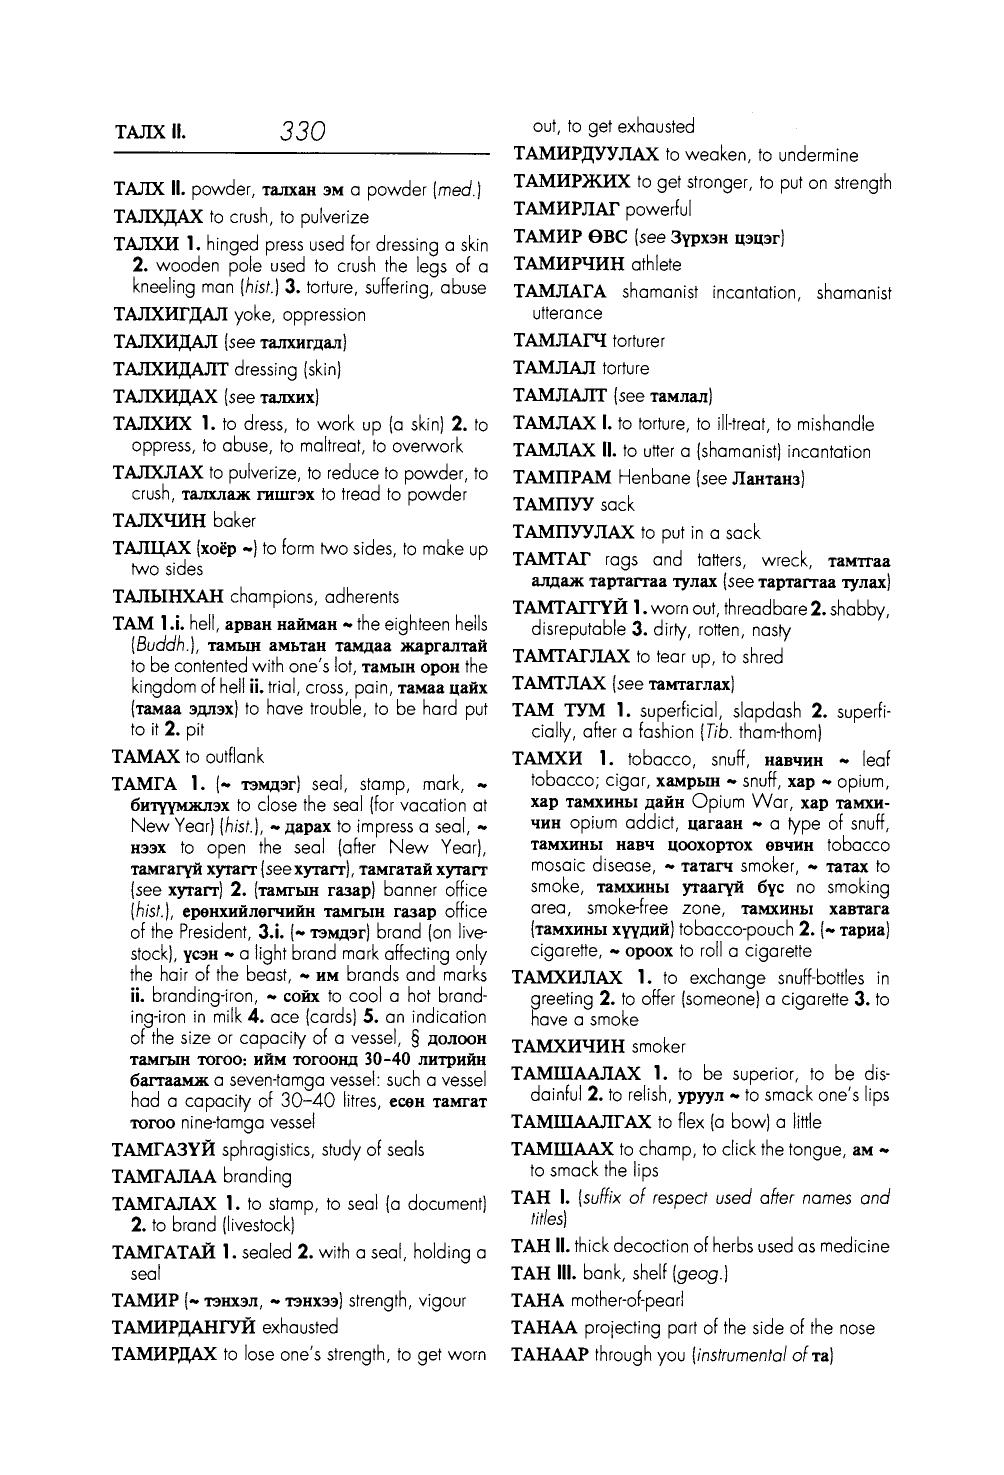 ТАЛХ II. 330
ТАЛХ II. powder, талхан эм a powder (med.)
ТАЛХДАХ to crush, to pulverize
ТАЛХИ 1. hinged press used for dressing a skin
2. wooden pole used to crush the legs of a
kneeling man (hist.) 3. torture, suffering, abuse
ТАЛХИГДАЛ yoke, oppression
ТАЛХИДАЛ (see талхигдал)
ТАЛХИДАЛТ dressing (skin)
ТАЛХИДАХ (see талхих)
ТАЛХИХ 1. to dress, to work up (a skin) 2. to
oppress, to abuse, to maltreat, to overwork
ТАЛХЛАХ to pulverize, to reduce to powder, to
crush, талхлаж гишгэх to tread to powder
ТАЛХЧИН baker
ТАЛЦАХ (хоёр ~) to form two sides, to make up
two sides
ТАЛЫНХАН champions, adherents
ТАМ 1.i. hell, арван найман ~ the eighteen hells
(Buddh.), тамын амьтан тамдаа жаргалтай
to be contented with one's lot, тамын орон the
kingdom of hell ii. trial, cross, pain, тамаа цайх
(тамаа эдлэх) to have trouble, to be hard put
to it 2. pit
ТАМАХ to outflank
ТАМГА 1. (~ тэмдэг) seal, stamp, mark, ~
битүүмжлэх to close the seal (for vacation at
New Year) (hist.), ~ дарах to impress a seal, ~
нээх to open the seal (after New Year),
тамгагүй хутагт (see хутагт), тамгатай хутагт
(see хутагт) 2. (тамгын газар) banner office
(hist.), ерөнхийлөгчийн тамгын газар office
of the President, 3.i. (~ тэмдэг) brand (on live-
stock), үсэн ~ a light brand mark affecting only
the hair of the beast, ~ им brands and marks
ii. branding-iron, ~ сойх to cool a hot brand-
ing-iron in milk 4. ace (cards) 5. an indication
of the size or capacity of a vessel, § долоон
тамгын тогоо: ийм тогоонд 30-40 литрийн
багтаамж a seven-tamga vessel: such a vessel
had a capacity of 30–40 litres, есөн тамгат
тогоо nine-tamga vessel
ТАМГАЗҮЙ sphragistics, study of seals
ТАМГАЛАА branding
ТАМГАЛАХ 1. to stamp, to seal (a document)
2. to brand (livestock)
ТАМГАТАЙ 1. sealed 2. with a seal, holding a
seal
ТАМИР (~ тэнхэл, ~ тэнхээ) strength, vigour
ТАМИРДАНГУЙ exhausted
ТАМИРДАХ to lose one's strength, to get worn
out, to get exhausted
ТАМИРДУУЛАХ to weaken, to undermine
ТАМИРЖИХ to get stronger, to put on strength
ТАМИРЛАГ powerful
ТАМИР ӨВС (see Зүрхэн цэцэг)
ТАМИРЧИН athlete
ТАМЛАГА shamanist incantation, shamanist
utterance
ТАМЛАГЧ torturer
ТАМЛАЛ torture
ТАМЛАЛТ (see тамлал)
ТАМЛАХ I. to torture, to ill-treat, to mishandle
ТАМЛАХ II. to utter a (shamanist) incantation
ТАМПРАМ Henbane (see Лантанз)
ТАМПУУ sack
ТАМПУУЛАХ to put in a sack
ТАМТАГ rags and tatters, wreck, тамтгаа
алдаж тартагтаа тулах (see тартагтаа тулах)
ТАМТАГГҮЙ 1. worn out, threadbare 2. shabby,
disreputable 3. dirty, rotten, nasty
ТАМТАГЛАХ to tear up, to shred
ТАМТЛАХ (see тамтаглах)
ТАМ ТУМ 1. superficial, slapdash 2. superfi-
cially, after a fashion (Tib. tham-thom)
ТАМХИ 1. tobacco, snuff, навчин ~ leaf
tobacco; cigar, хамрын ~ snuff, хар ~ opium,
хар тамхины дайн Opium War, хар тамхи-
чин opium addict, цагаан ~ a type of snuff,
тамхины навч цоохортох өвчин tobacco
mosaic disease, ~ татагч smoker, ~ татах to
smoke, тамхины утаагүй бүс no smoking
area, smoke-free zone, тамхины хавтага
(тамхины хүүдий) tobacco-pouch 2. (~ тариа)
cigarette, ~ ороох to roll a cigarette
ТАМХИЛАХ 1. to exchange snuff-bottles in
greeting 2. to offer (someone) a cigarette 3. to
have a smoke
ТАМХИЧИН smoker
ТАМШААЛАХ 1. to be superior, to be dis-
dainful 2. to relish, уруул ~ to smack one's lips
ТАМШААЛГАХ to flex (a bow) a little
ТАМШААХ to champ, to click the tongue, ам ~
to smack the lips
ТАН I. (suffix of respect used after names and
titles)
ТАН II. thick decoction of herbs used as medicine
ТАН III. bank, shelf (geog.)
ТАНА mother-of-pearl
ТАНАА projecting part of the side of the nose
ТАНААР through you (instrumental of та)